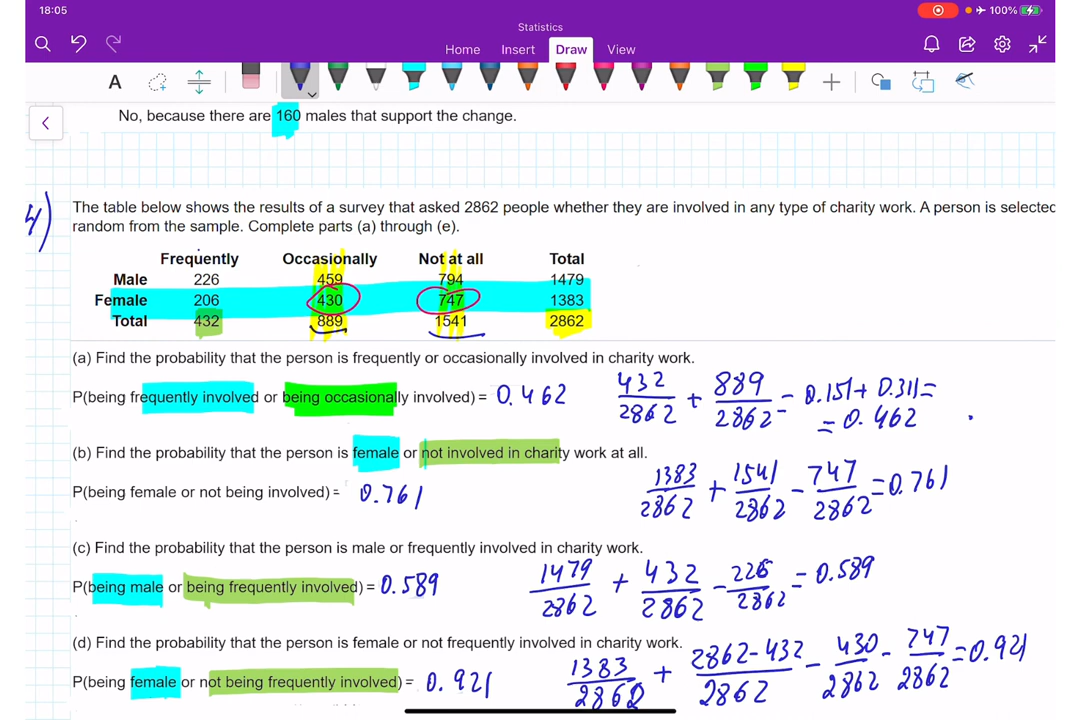 18:05
100%
Statistics
Home Insert Draw View
A
No, because there are 160 males that support the change.
4)
The table below shows the results of a survey that asked 2862 people whether they are involved in any type of charity work. A person is selected
random from the sample. Complete parts (a) through (e).
Frequently Occasionally Not at all Total
Male 226 459 794 1479
Female 206 430 747 1383
Total 432 889 1541 2862
(a) Find the probability that the person is frequently or occasionally involved in charity work.
P(being frequently involved or being occasionally involved) = 0.462
432/2862 + 889/2862 = 0.151 + 0.311 =
= 0.462
(b) Find the probability that the person is female or not involved in charity work at all.
P(being female or not being involved) = 0.761
1383/2862 + 1541/2862 - 747/2862 = 0.761
(c) Find the probability that the person is male or frequently involved in charity work.
P(being male or being frequently involved) = 0.589
1479/2862 + 432/2862 - 226/2862 = 0.589
(d) Find the probability that the person is female or not frequently involved in charity work.
P(being female or not being frequently involved) = 0.921
1383/2862 + 2862-432/2862 - 430/2862 - 747/2862 = 0.921